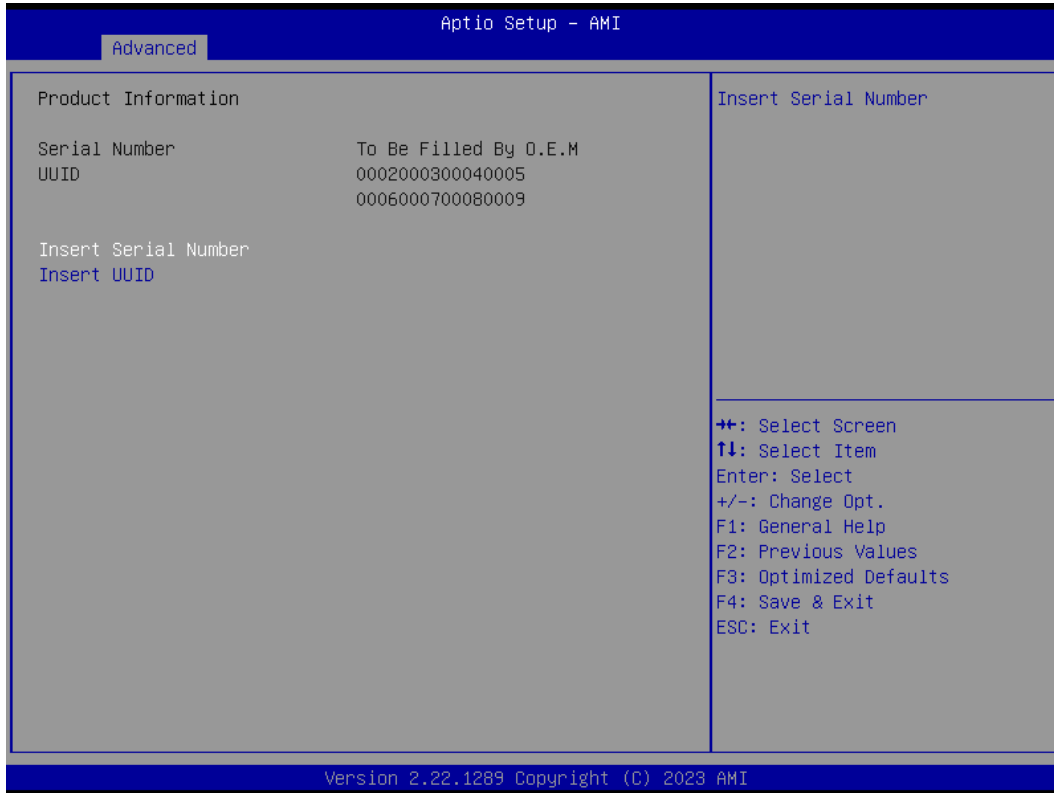 Aptio Setup – AMI
Advanced
Product Information
Serial Number To Be Filled By O.E.M
UUID 0002000300040005
0006000700080009
Insert Serial Number
Insert UUID
Insert Serial Number
→←: Select Screen
↑↓: Select Item
Enter: Select
+/-: Change Opt.
F1: General Help
F2: Previous Values
F3: Optimized Defaults
F4: Save & Exit
ESC: Exit
Version 2.22.1289 Copyright (C) 2023 AMI